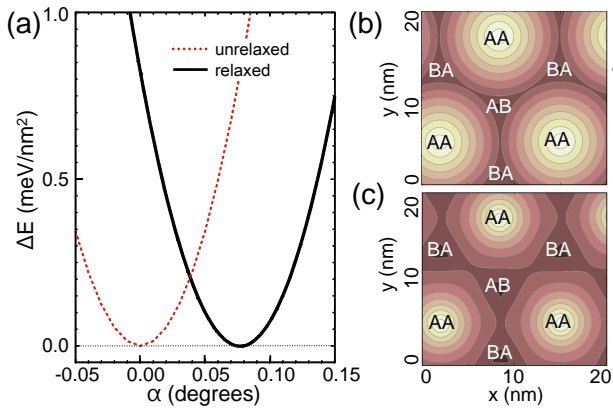 (a)
1.0
0.5
0.0
ΔE (meV/nm²)
unrelaxed
relaxed
-0.05 0.00 0.05 0.10 0.15
α (degrees)
(b)
20
10
0
y (nm)
AA
BA BA
AB
AA AA
BA
(c)
20
10
0
y (nm)
AA
BA BA
AB
AA AA
BA
0 10 20
x (nm)